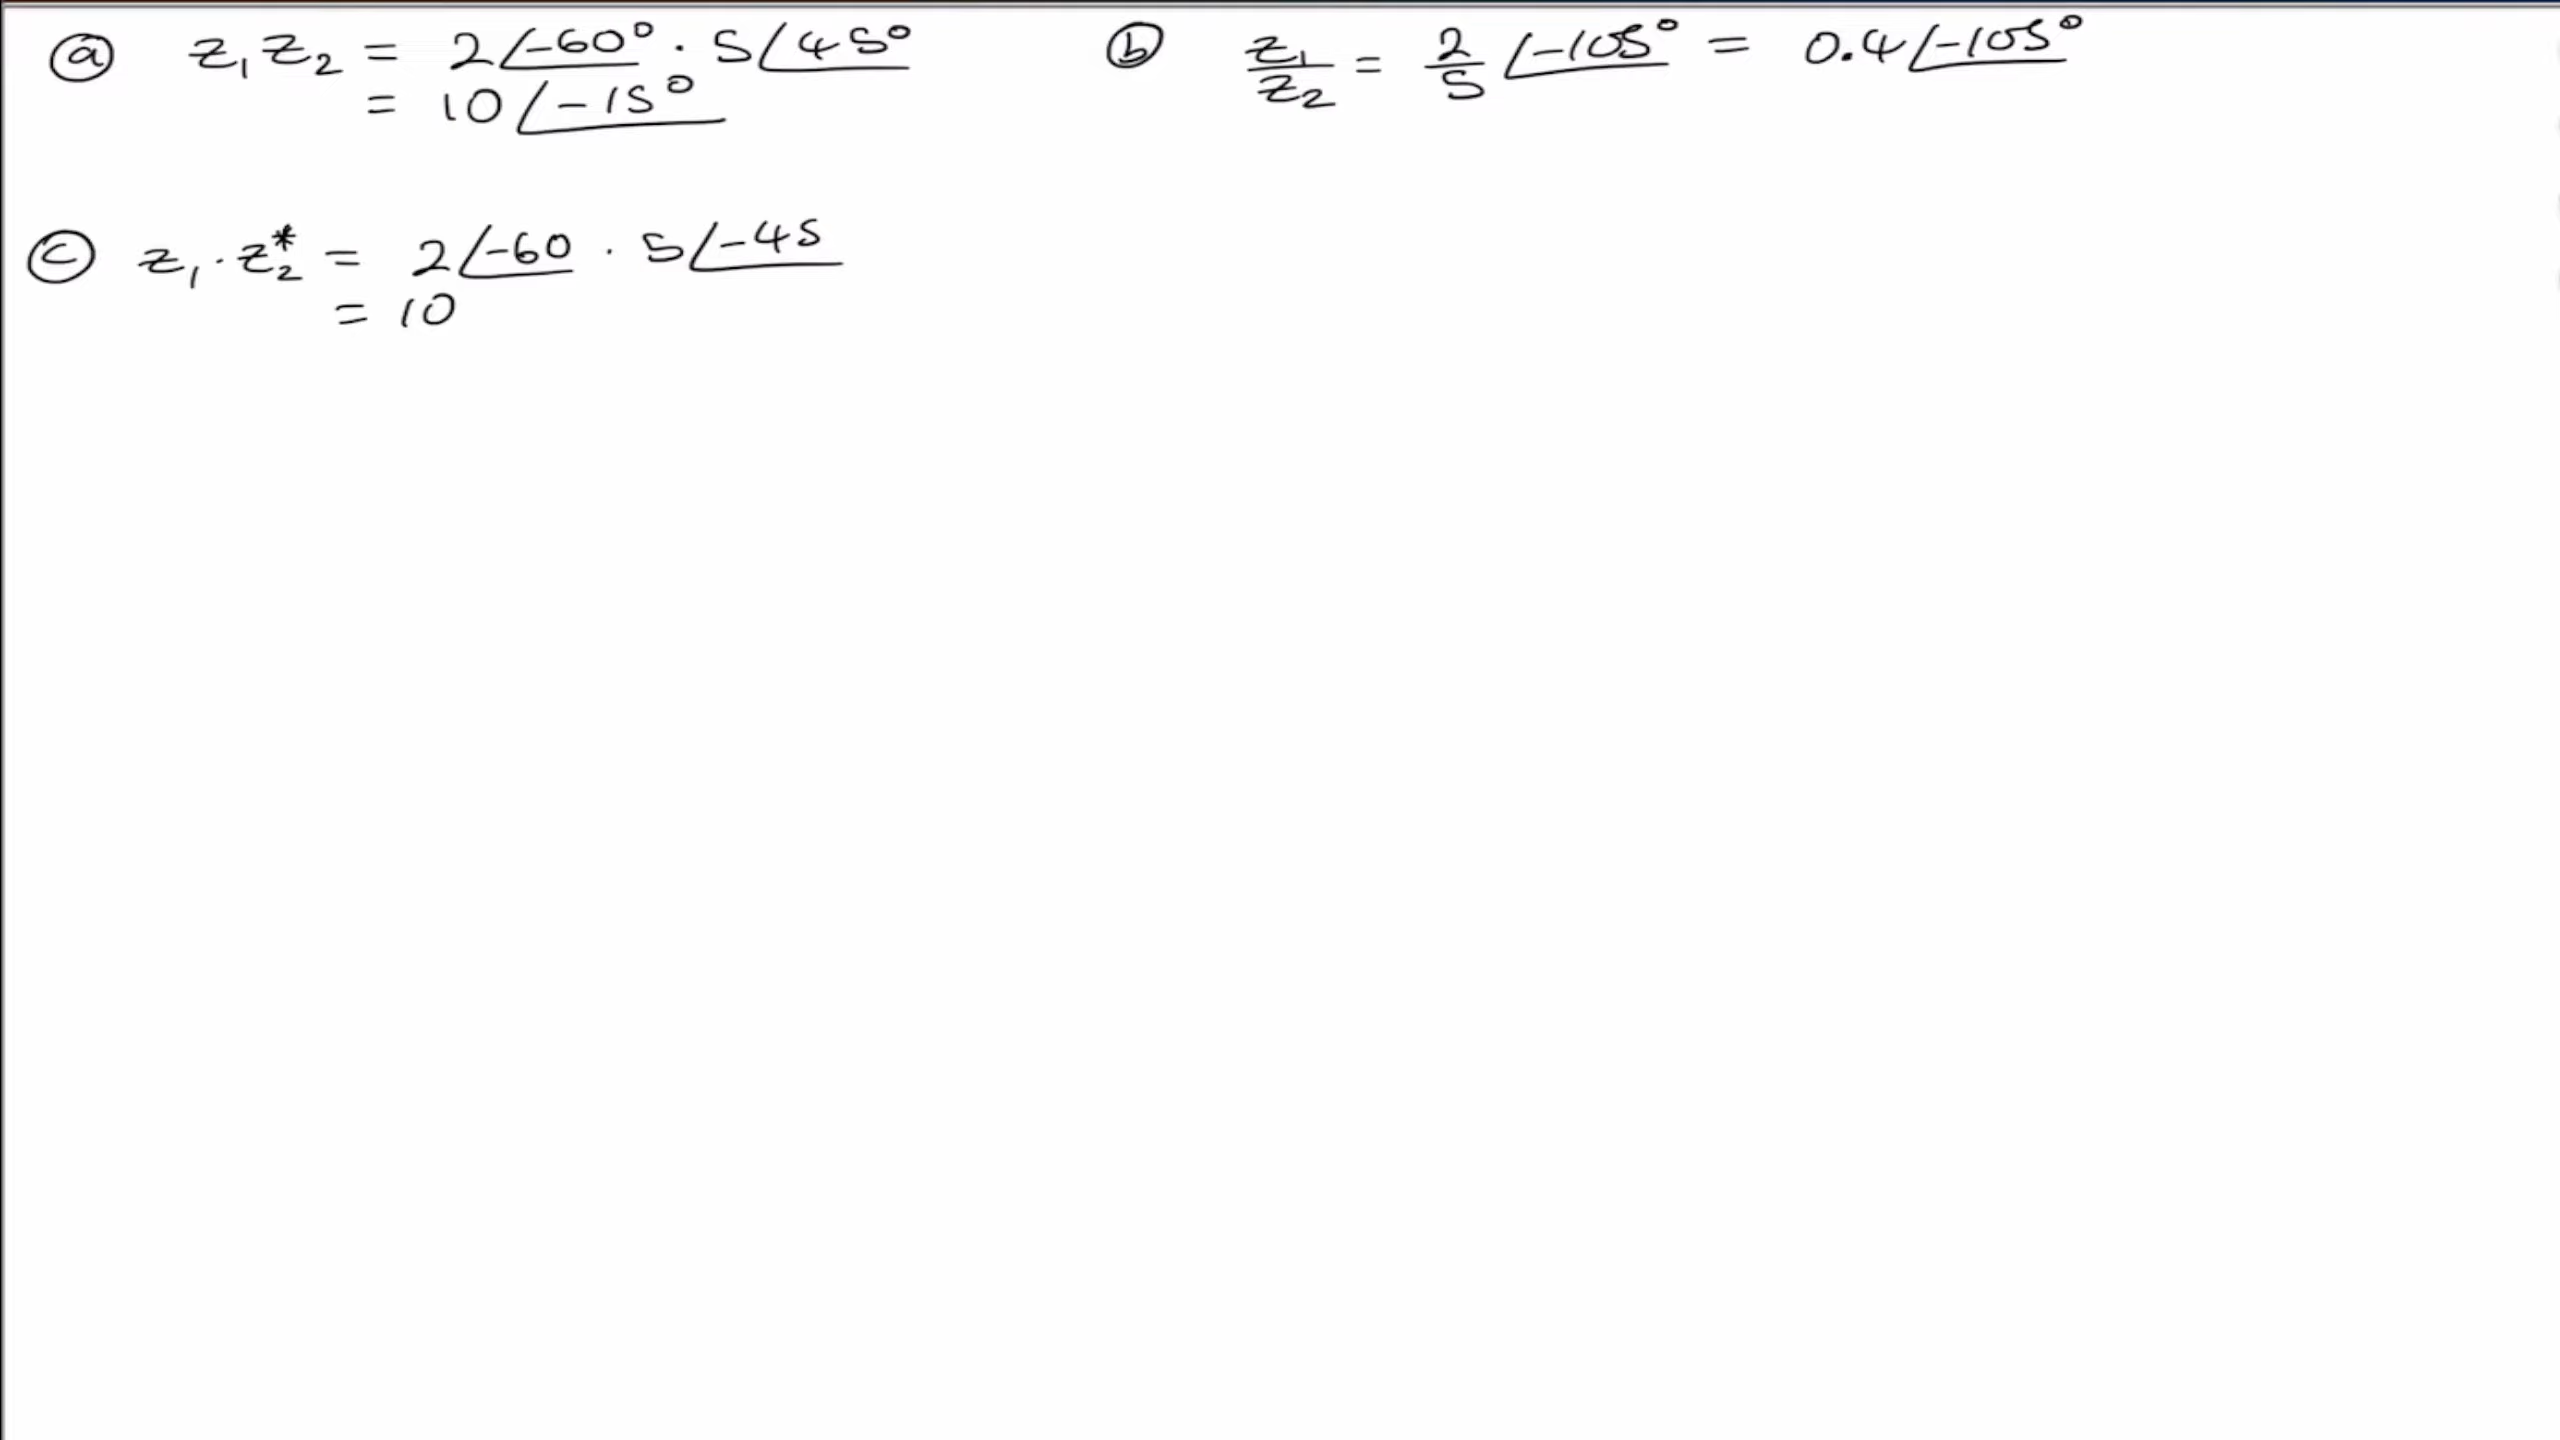 ⓐ z₁z₂ = 2∠-60° · 5∠45°
= 10∠-15°
ⓑ z₁/z₂ = 2/5 ∠-105° = 0.4∠-105°
ⓒ z₁·z₂* = 2∠-60 · 5∠-45
= 10